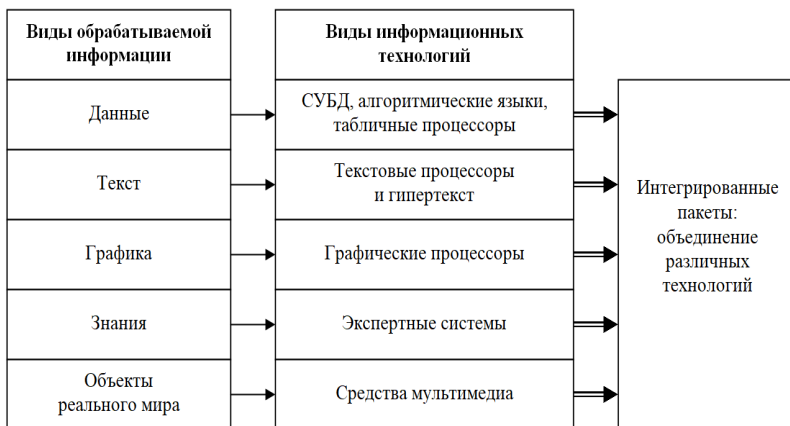 Виды обрабатываемой
информации
Виды информационных
технологий
Данные
СУБД, алгоритмические языки,
табличные процессоры
Текст
Текстовые процессоры
и гипертекст
Графика
Графические процессоры
Знания
Экспертные системы
Объекты
реального мира
Средства мультимедиа
Интегрированные
пакеты:
объединение
различных
технологий